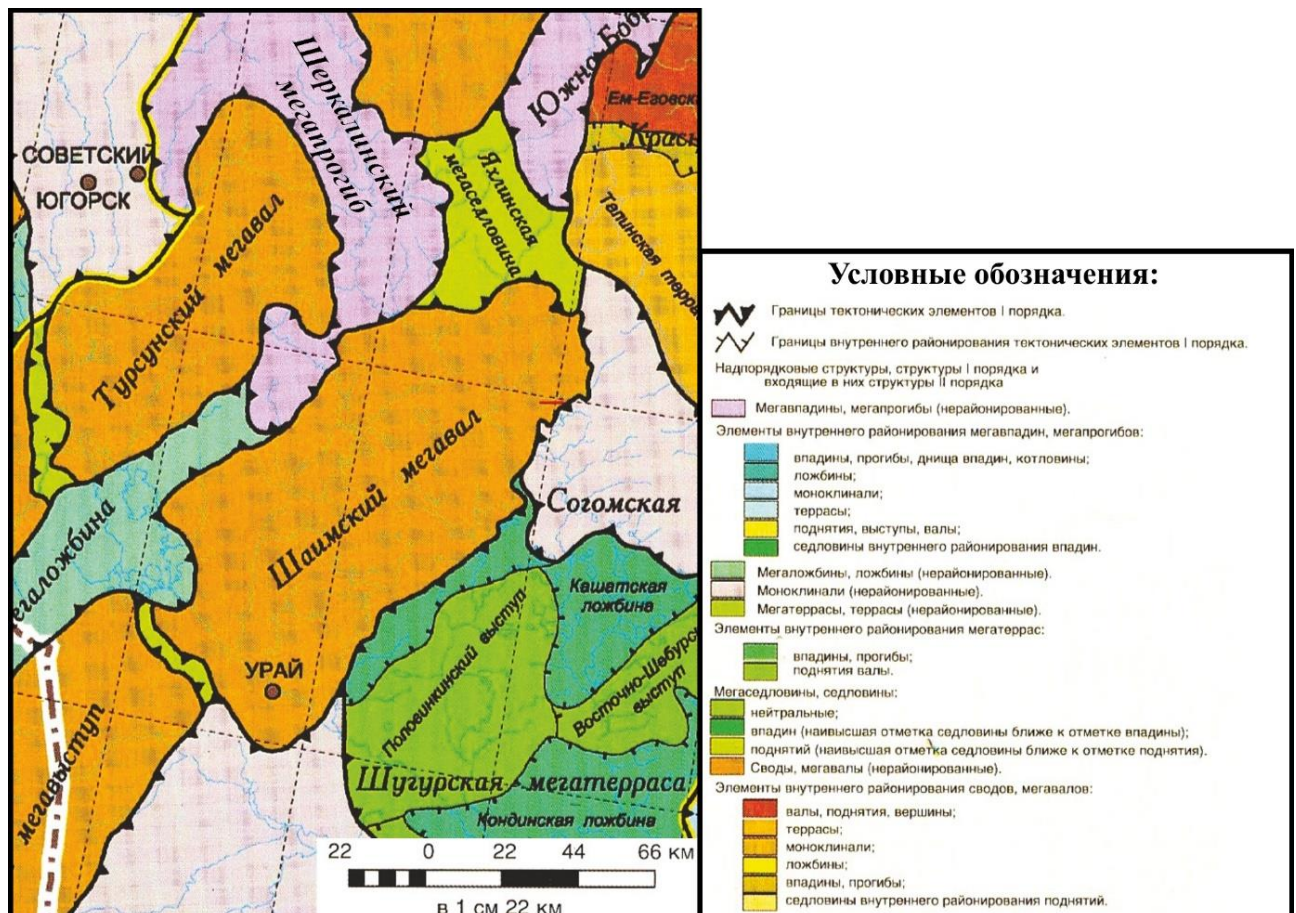 Шеркалинский
мегапрогиб
Южно-Бобр
Ем-Еговск
Красн
СОВЕТСКИЙ
ЮГОРСК
Яхлинская
мегаседловина
Талинская терра
Турсунский мегавал
Шаимский мегавал
Согомская
егаложбина
Кашатская
ложбина
Половинкинский выступ
Восточно-Шебурс
выступ
УРАЙ
мегавыступ
Шугурская мегатерраса
Кондинская ложбина
22 0 22 44 66 км
в 1 см 22 км
Условные обозначения:
Границы тектонических элементов I порядка.
Границы внутреннего районирования тектонических элементов I порядка.
Надпорядковые структуры, структуры I порядка и
входящие в них структуры II порядка
Мегавпадины, мегапрогибы (нерайонированные).
Элементы внутреннего районирования мегавпадин, мегапрогибов:
впадины, прогибы, днища впадин, котловины;
ложбины;
моноклинали;
террасы;
поднятия, выступы, валы;
седловины внутреннего районирования впадин.
Мегаложбины, ложбины (нерайонированные).
Моноклинали (нерайонированные).
Мегатеррасы, террасы (нерайонированные).
Элементы внутреннего районирования мегатеррас:
впадины, прогибы;
поднятия валы;
Мегаседловины, седловины:
нейтральные;
впадин (наивысшая отметка седловины ближе к отметке впадины);
поднятий (наивысшая отметка седловины ближе к отметке поднятия).
Своды, мегавалы (нерайонированные).
Элементы внутреннего районирования сводов, мегавалов:
валы, поднятия, вершины;
террасы;
моноклинали;
ложбины;
впадины, прогибы;
седловины внутреннего районирования поднятий.